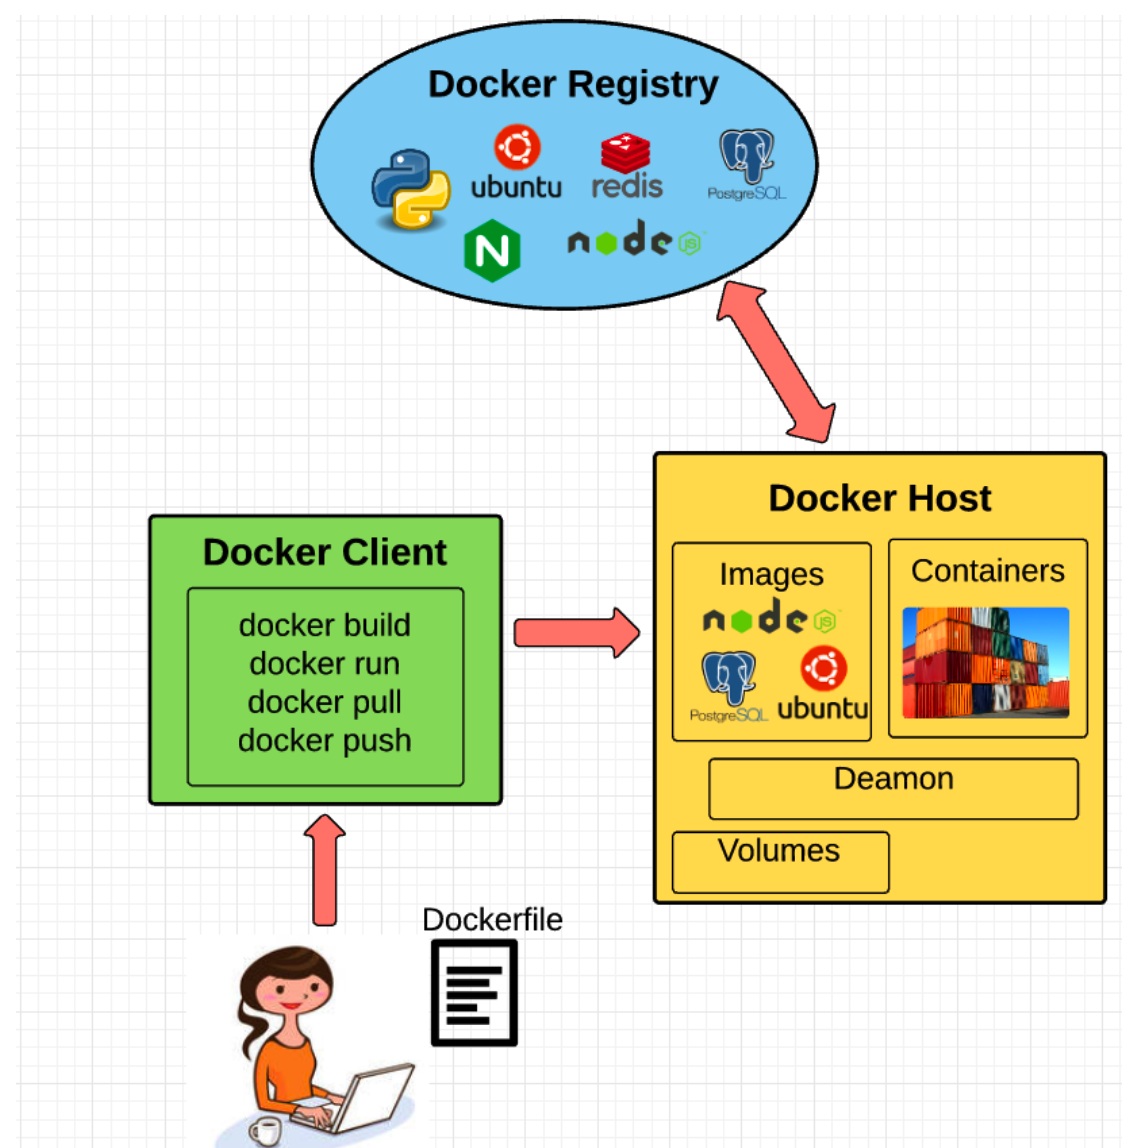 Docker Registry
ubuntu
redis
PostgreSQL
N
node JS
Docker Host
Images
Containers
node JS
PostgreSQL
ubuntu
Deamon
Volumes
Docker Client
docker build
docker run
docker pull
docker push
Dockerfile